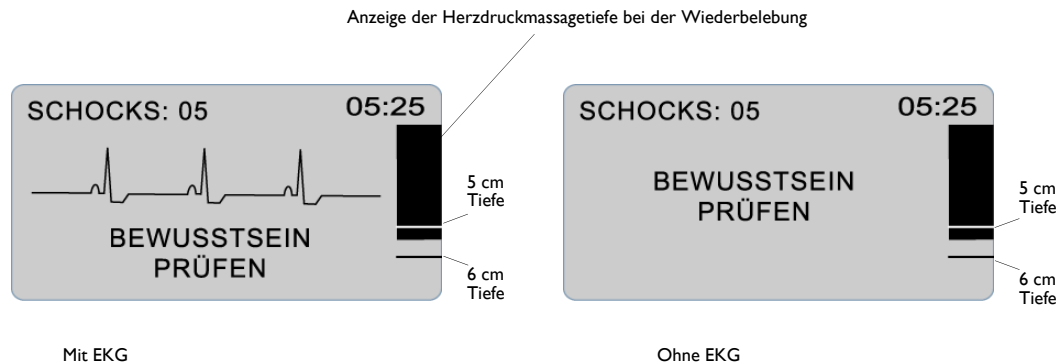 Anzeige der Herzdruckmassagetiefe bei der Wiederbelebung
SCHOCKS: 05
05:25
BEWUSSTSEIN
PRÜFEN
5 cm
Tiefe
6 cm
Tiefe
Mit EKG
SCHOCKS: 05
05:25
BEWUSSTSEIN
PRÜFEN
5 cm
Tiefe
6 cm
Tiefe
Ohne EKG